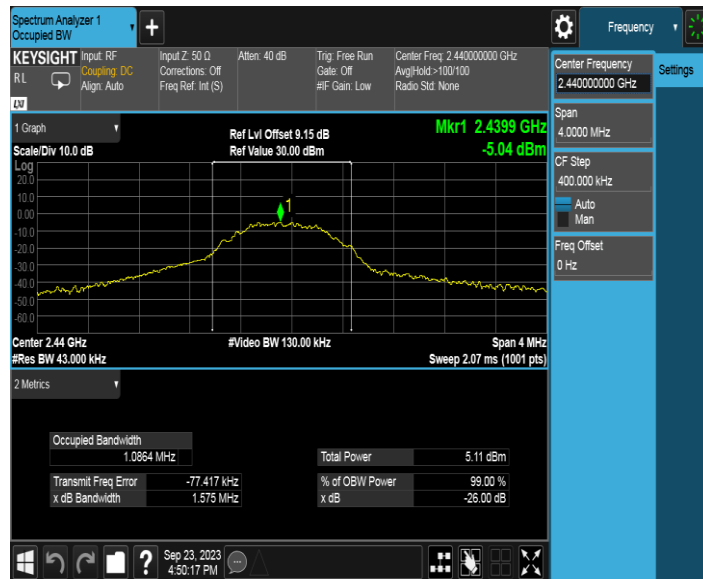 Spectrum Analyzer 1
Occupied BW
+
Frequency
KEYSIGHT
RL
LXI
Input: RF
Coupling: DC
Align: Auto
Input Z: 50 Ω
Corrections: Off
Freq Ref: Int (S)
Atten: 40 dB
Trig: Free Run
Gate: Off
#IF Gain: Low
Center Freq: 2.440000000 GHz
Avg|Hold:>100/100
Radio Std: None
Center Frequency
2.440000000 GHz
Settings
Span
4.0000 MHz
CF Step
400.000 kHz
Auto
Man
Freq Offset
0 Hz
1 Graph
Scale/Div 10.0 dB
Ref Lvl Offset 9.15 dB
Ref Value 30.00 dBm
Mkr1 2.4399 GHz
-5.04 dBm
Log
20.0
10.0
0.00
-10.0
-20.0
-30.0
-40.0
-50.0
-60.0
1
Center 2.44 GHz
#Res BW 43.000 kHz
#Video BW 130.00 kHz
Span 4 MHz
Sweep 2.07 ms (1001 pts)
2 Metrics
Occupied Bandwidth
1.0864 MHz
Total Power 5.11 dBm
Transmit Freq Error -77.417 kHz
% of OBW Power 99.00 %
x dB Bandwidth 1.575 MHz
x dB -26.00 dB
?
Sep 23, 2023
4:50:17 PM